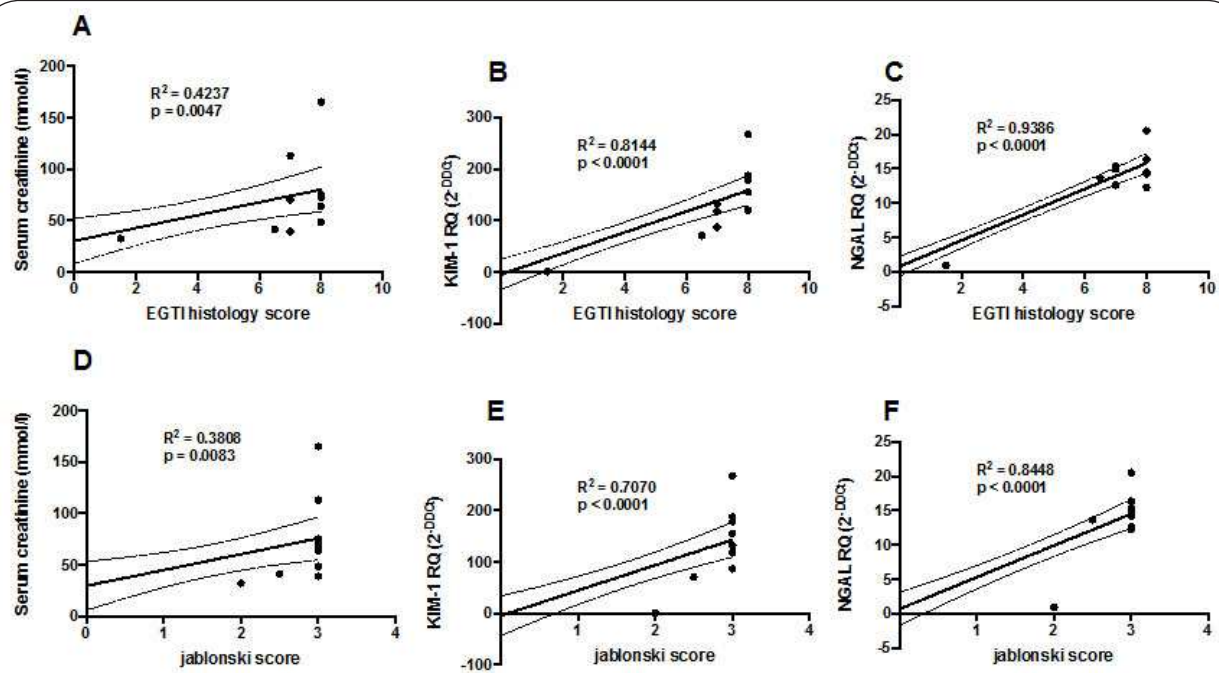 A
Serum creatinine (mmol/l)
200
150
100
50
0
R² = 0.4237
p = 0.0047
0 2 4 6 8 10
EGTI histology score
B
KIM-1 RQ (2^-DDCt)
300
200
100
0
-100
R² = 0.8144
p < 0.0001
2 4 6 8 10
EGTI histology score
C
NGAL RQ (2^-DDCt)
25
20
15
10
5
0
-5
R² = 0.9386
p < 0.0001
2 4 6 8 10
EGTI histology score
D
Serum creatinine (mmol/l)
200
150
100
50
0
R² = 0.3808
p = 0.0083
0 1 2 3 4
jablonski score
E
KIM-1 RQ (2^-DDCt)
300
200
100
0
-100
R² = 0.7070
p < 0.0001
1 2 3 4
jablonski score
F
NGAL RQ (2^-DDCt)
25
20
15
10
5
0
-5
R² = 0.8448
p < 0.0001
1 2 3 4
jablonski score